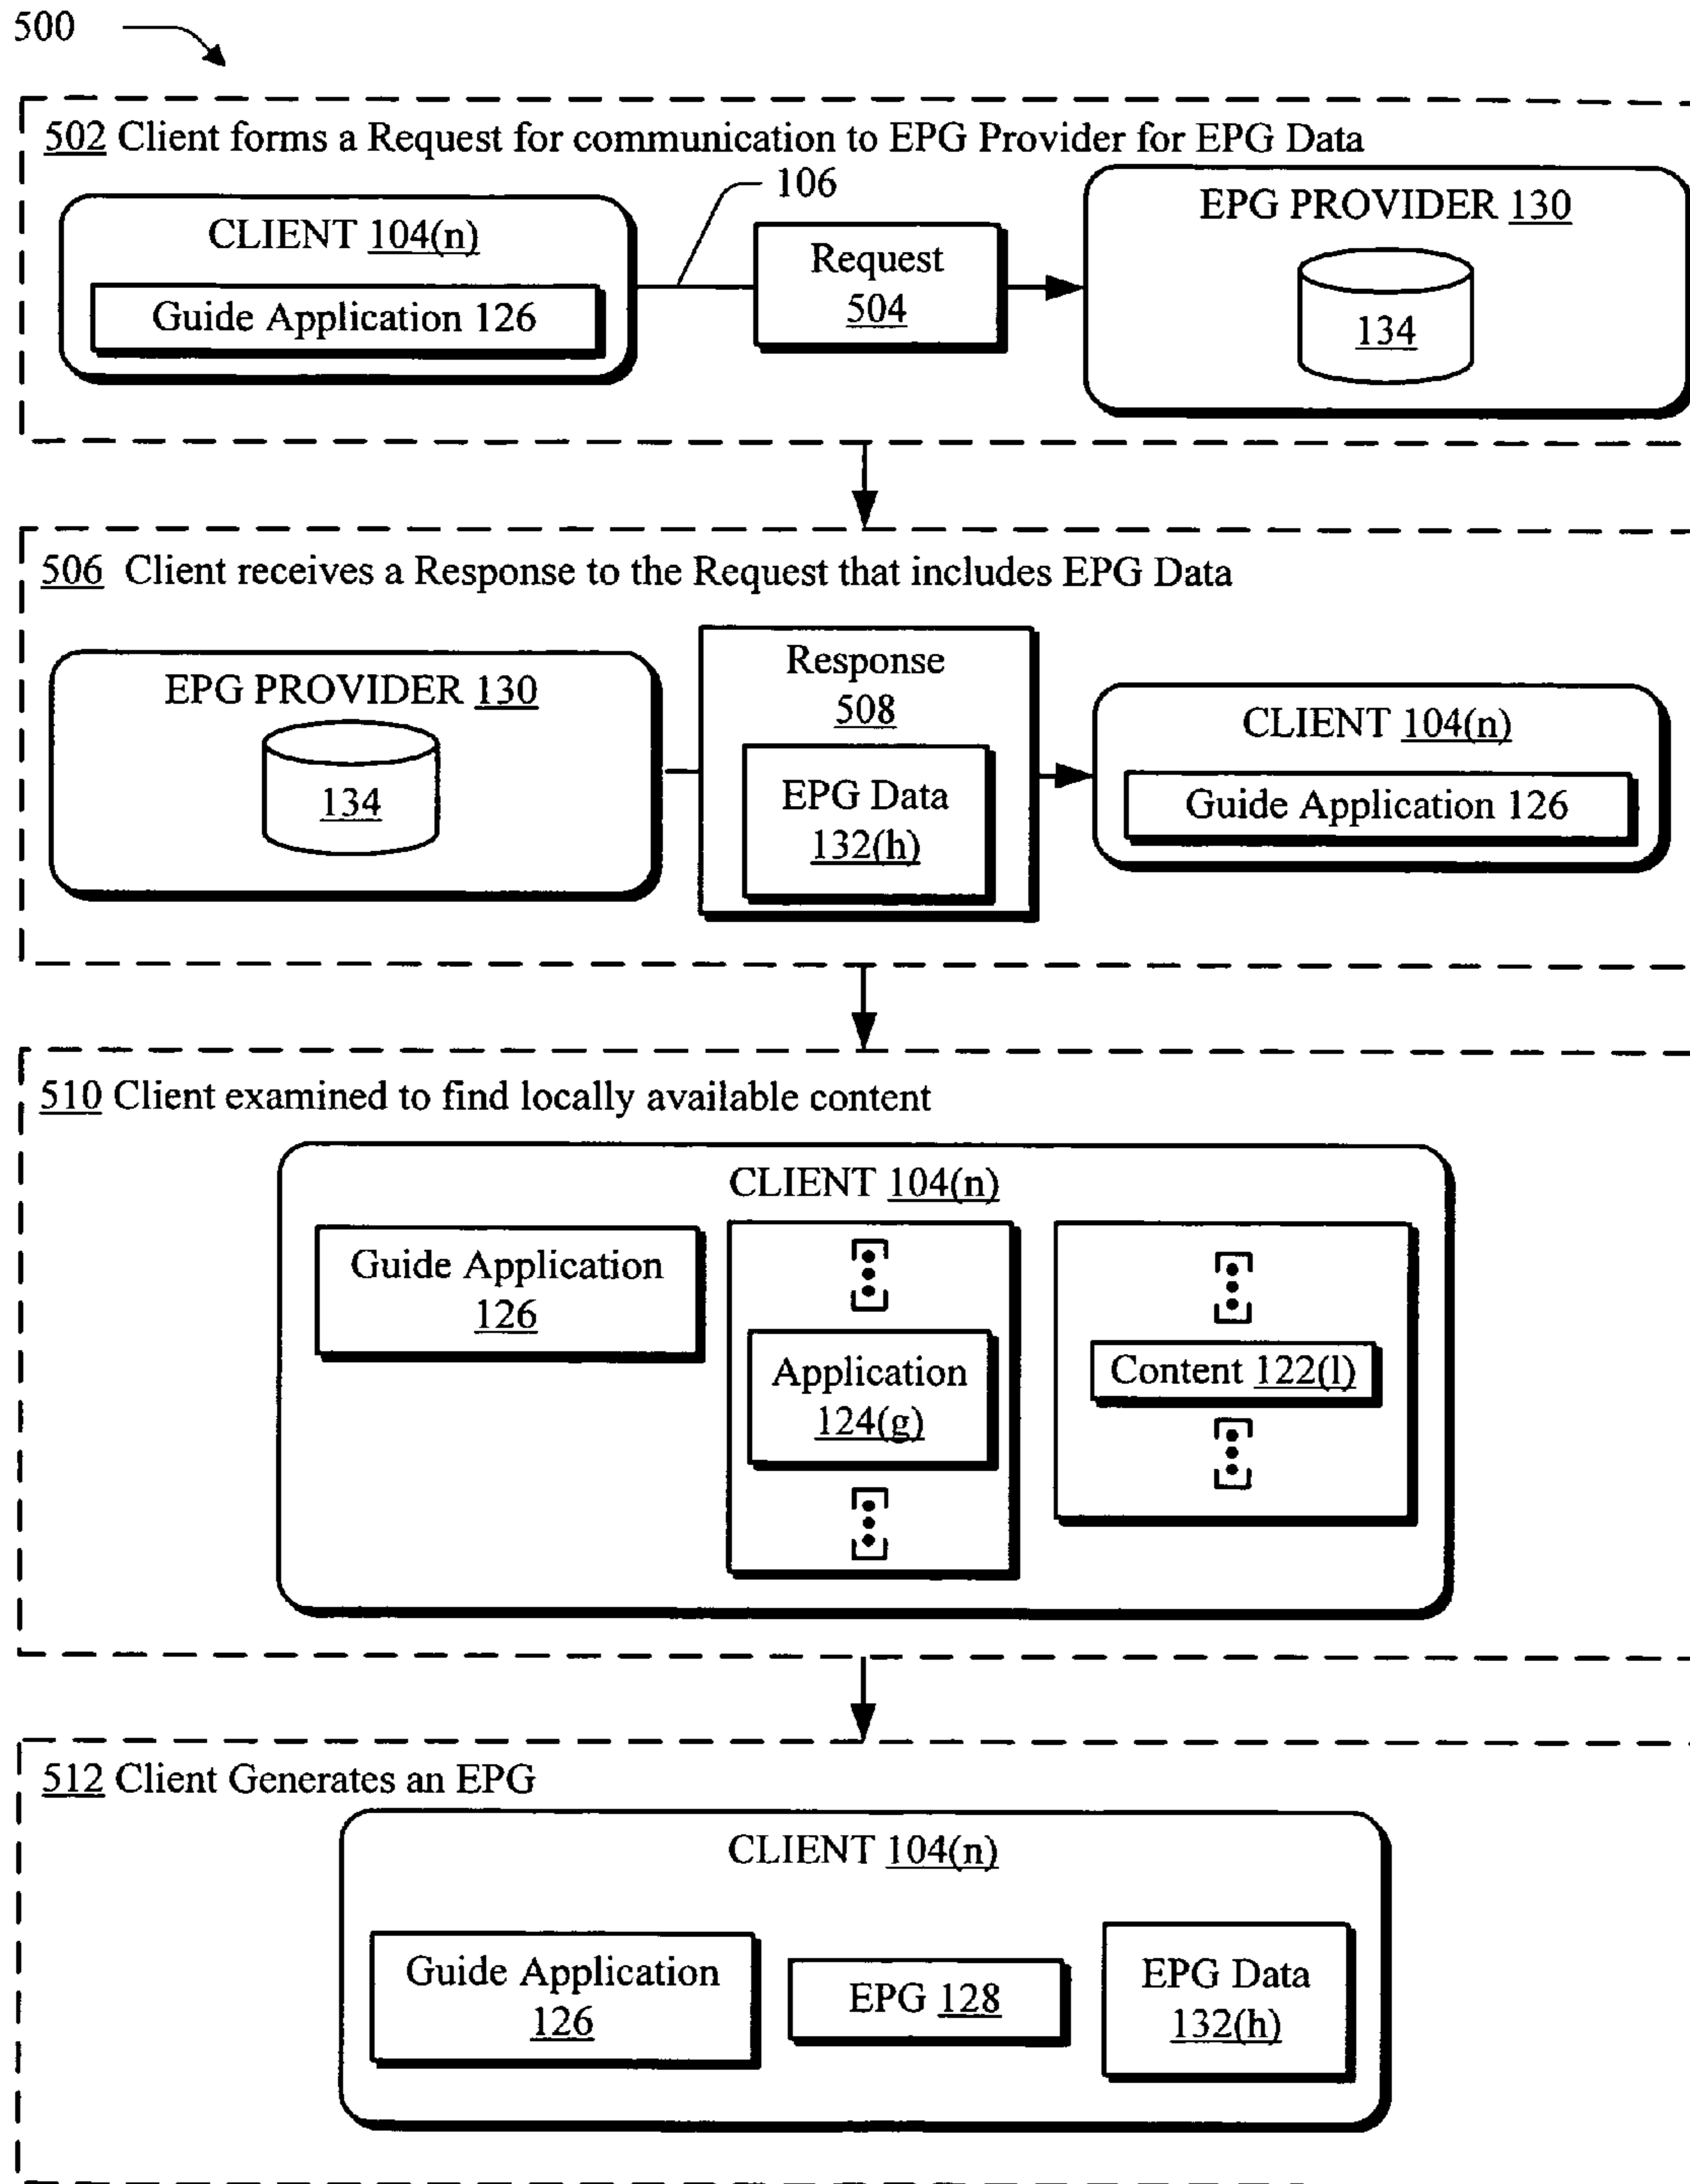 500
502 Client forms a Request for communication to EPG Provider for EPG Data
106
CLIENT 104(n)
Guide Application 126
Request
504
EPG PROVIDER 130
134
506 Client receives a Response to the Request that includes EPG Data
EPG PROVIDER 130
134
Response
508
EPG Data
132(h)
CLIENT 104(n)
Guide Application 126
510 Client examined to find locally available content
CLIENT 104(n)
Guide Application
126
Application
124(g)
Content 122(l)
512 Client Generates an EPG
CLIENT 104(n)
Guide Application
126
EPG 128
EPG Data
132(h)